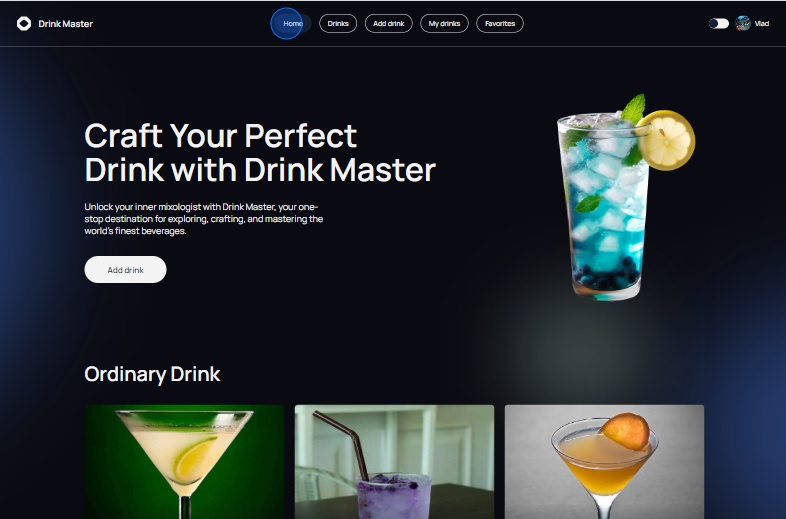 Drink Master
Home
Drinks
Add drink
My drinks
Favorites
Vlad
Craft Your Perfect
Drink with Drink Master
Unlock your inner mixologist with Drink Master, your one-
stop destination for exploring, crafting, and mastering the
world's finest beverages.
Add drink
Ordinary Drink